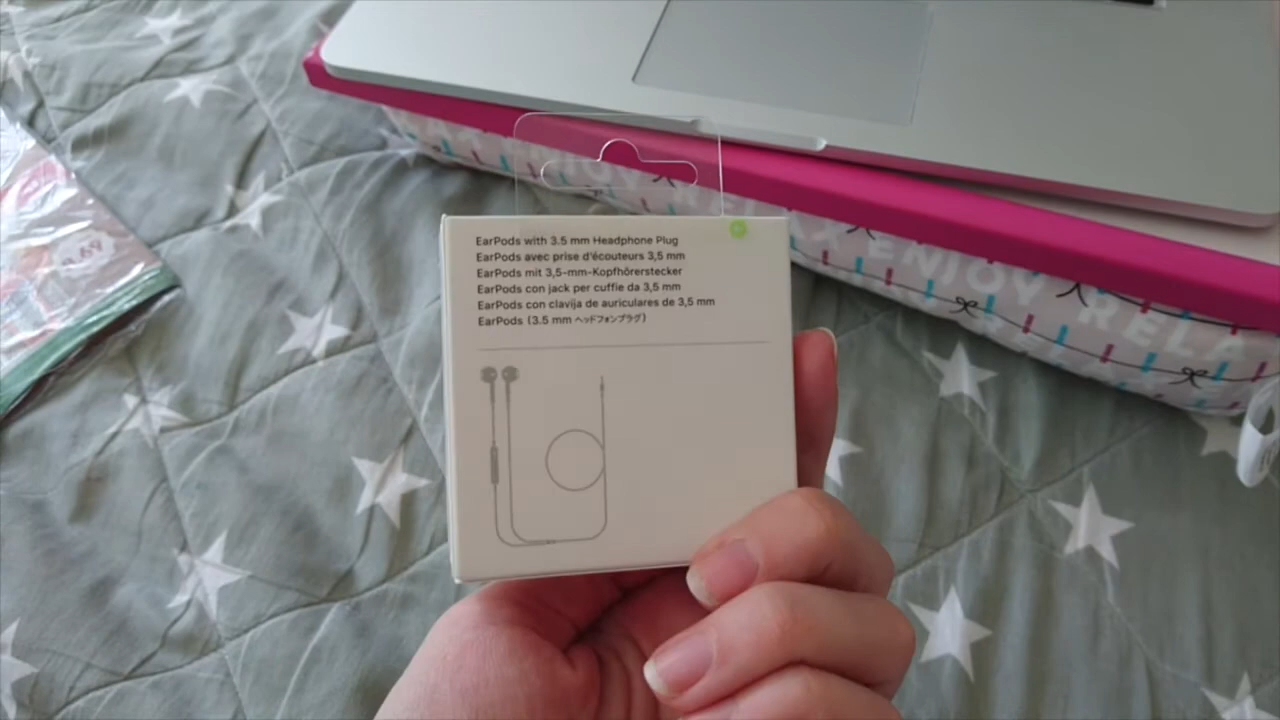 EarPods with 3.5 mm Headphone Plug
EarPods avec prise d'écouteurs 3,5 mm
EarPods mit 3,5-mm-Kopfhörerstecker
EarPods con jack per cuffie da 3,5 mm
EarPods con clavija de auriculares de 3,5 mm
EarPods (3.5 mm ヘッドフォンプラグ)
ENJOY RELA